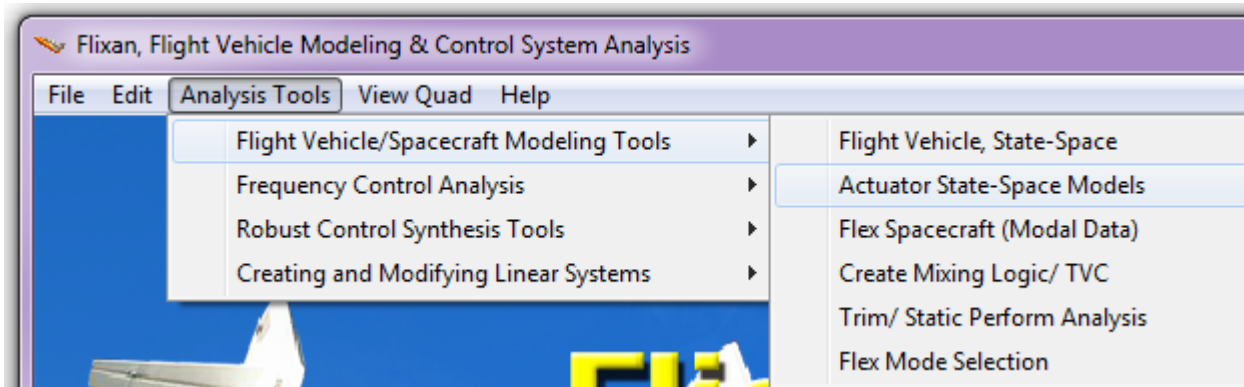 Flixan, Flight Vehicle Modeling & Control System Analysis
File Edit Analysis Tools View Quad Help
Flight Vehicle/Spacecraft Modeling Tools
Frequency Control Analysis
Robust Control Synthesis Tools
Creating and Modifying Linear Systems
Flight Vehicle, State-Space
Actuator State-Space Models
Flex Spacecraft (Modal Data)
Create Mixing Logic/ TVC
Trim/ Static Perform Analysis
Flex Mode Selection